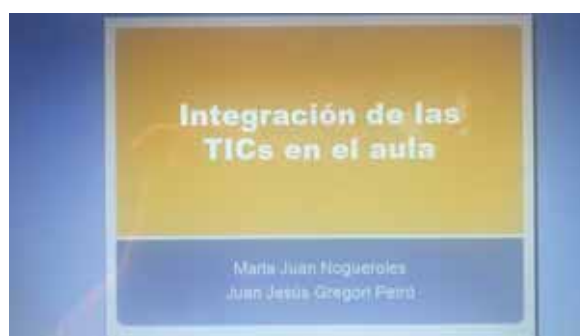 Integración de las
TICs en el aula
Marta Juan Nogueroles
Juan Jesús Gregori Peiró